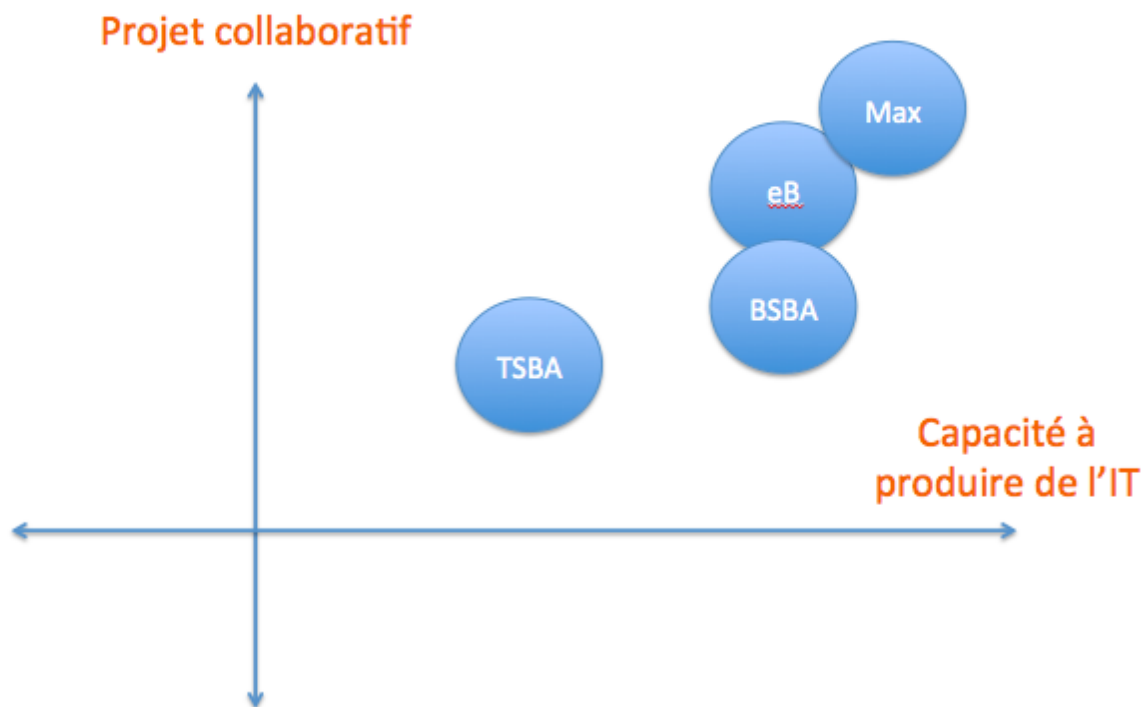 Projet collaboratif
Max
eB
BSBA
TSBA
Capacité à
produire de l’IT